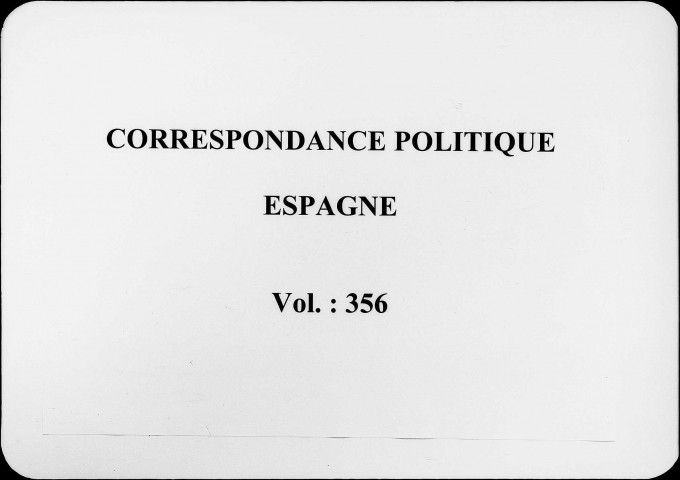 CORRESPONDANCE POLITIQUE
ESPAGNE
Vol. : 356